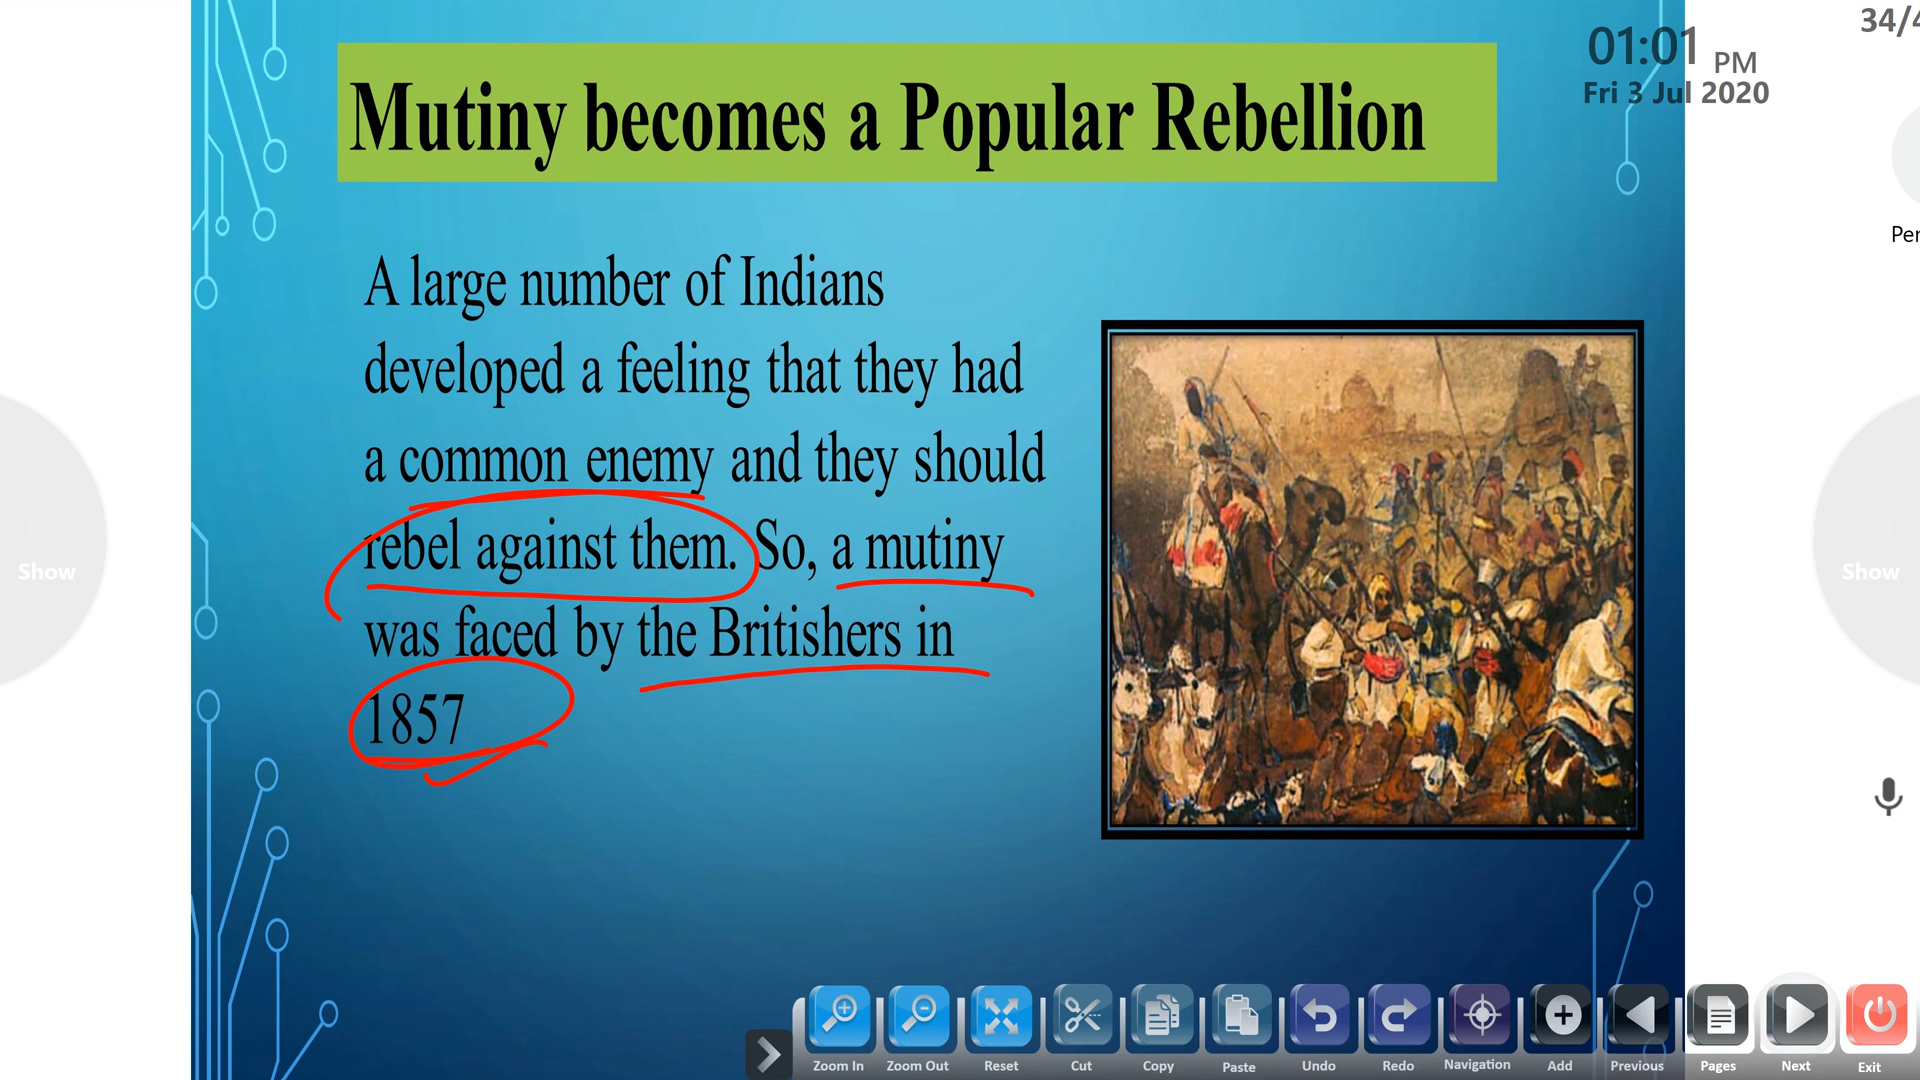 34/4
01:01 PM
Fri 3 Jul 2020
Mutiny becomes a Popular Rebellion
Per
A large number of Indians
developed a feeling that they had
a common enemy and they should
rebel against them. So, a mutiny
was faced by the Britishers in
1857
Show
Show
Zoom In
Zoom Out
Reset
Cut
Copy
Paste
Undo
Redo
Navigation
Add
Previous
Pages
Next
Exit